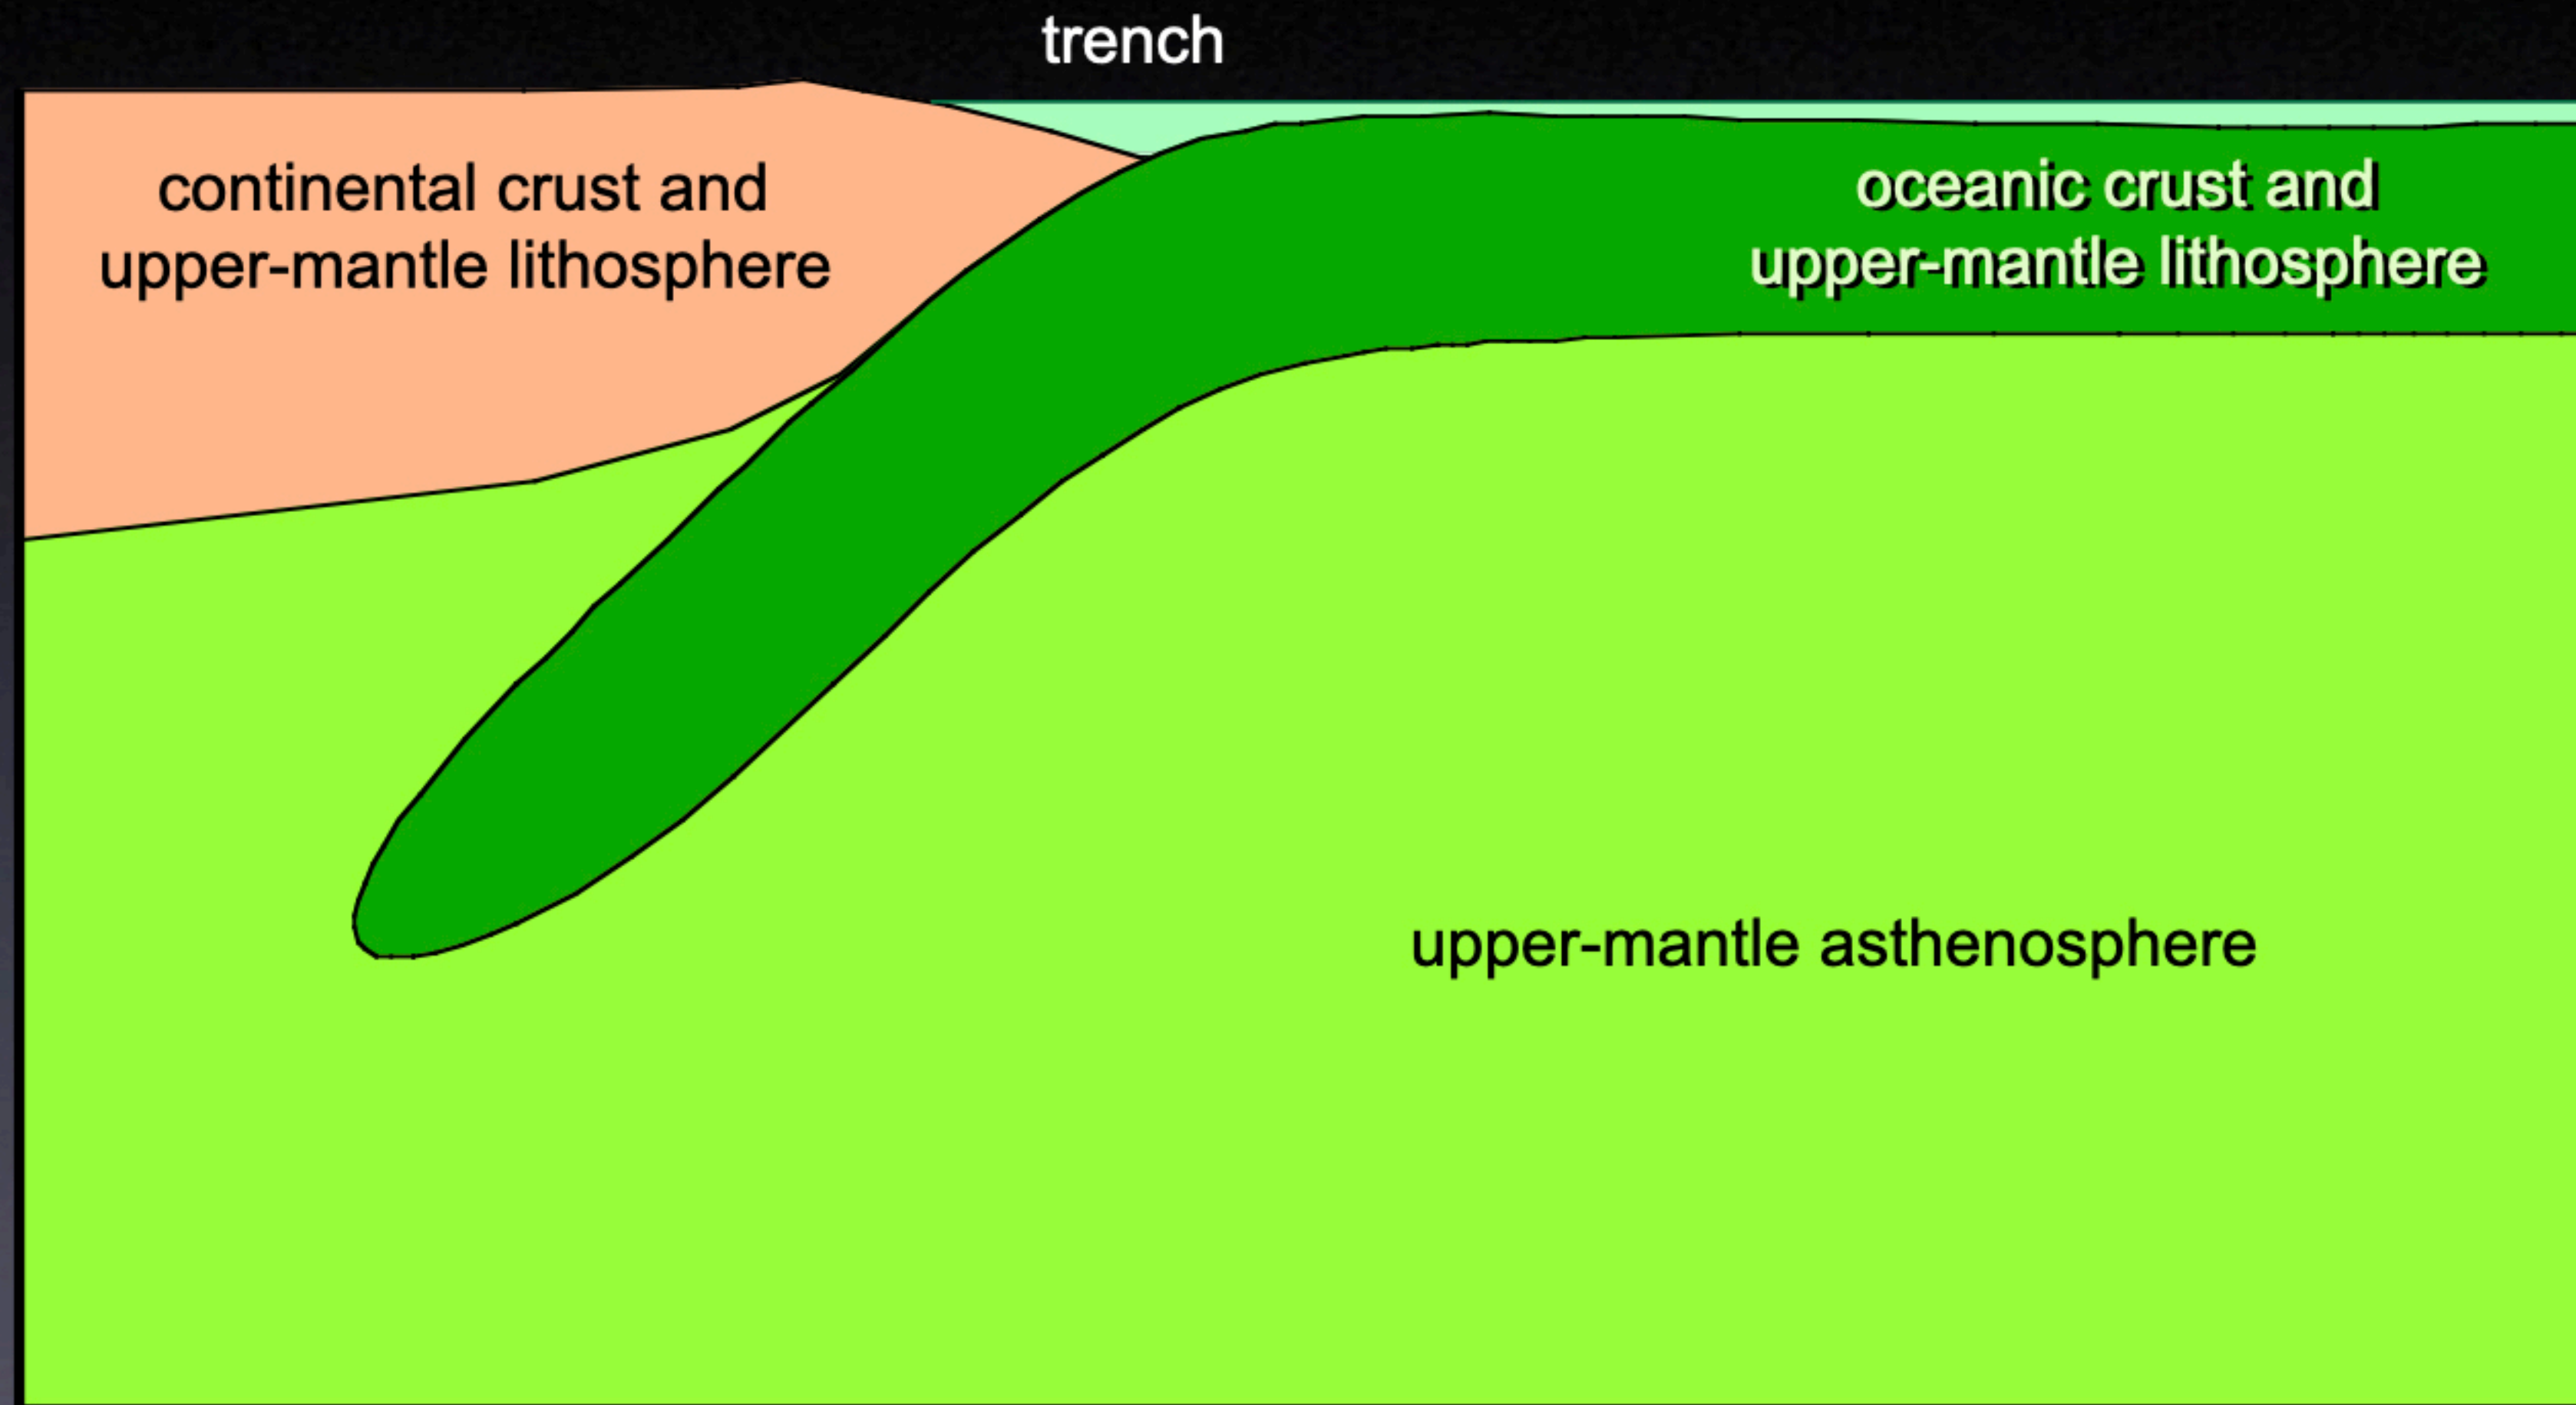 trench
continental crust and
upper-mantle lithosphere
oceanic crust and
upper-mantle lithosphere
upper-mantle asthenosphere